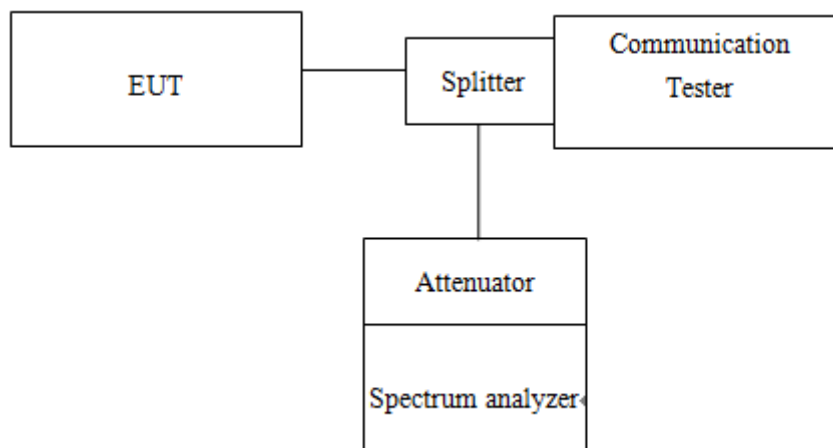 EUT
Splitter
Communication
Tester
Attenuator
Spectrum analyzer